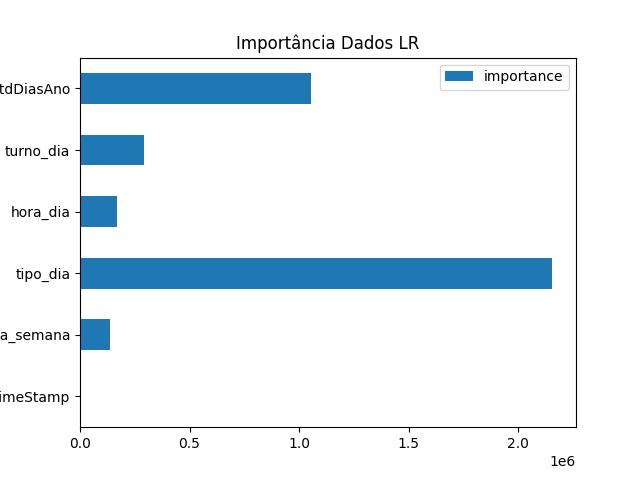 Importância Dados LR
importance
tdDiasAno
turno_dia
hora_dia
tipo_dia
a_semana
imeStamp
0.0 0.5 1.0 1.5 2.0
1e6